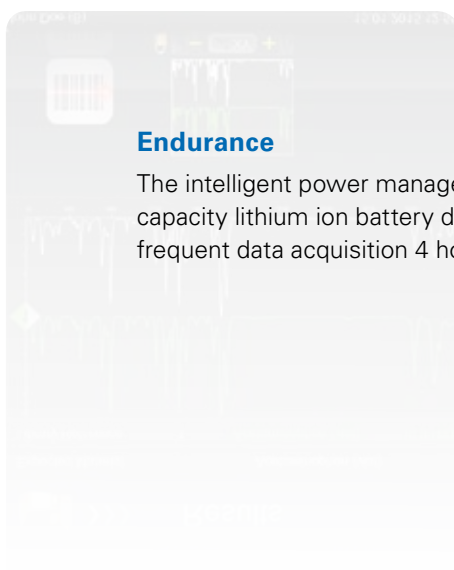 Endurance
The intelligent power manage
capacity lithium ion battery d
frequent data acquisition 4 ho